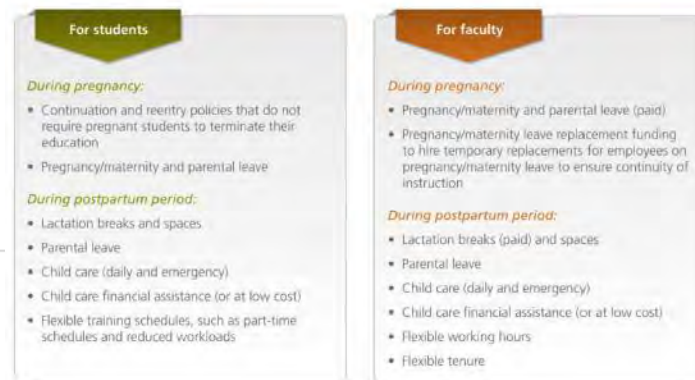 For students
During pregnancy:
• Continuation and reentry policies that do not
require pregnant students to terminate their
education
• Pregnancy/maternity and parental leave
During postpartum period:
• Lactation breaks and spaces
• Parental leave
• Child care (daily and emergency)
• Child care financial assistance (or at low cost)
• Flexible training schedules, such as part-time
schedules and reduced workloads
For faculty
During pregnancy:
• Pregnancy/maternity and parental leave (paid)
• Pregnancy/maternity leave replacement funding
to hire temporary replacements for employees on
pregnancy/maternity leave to ensure continuity of
instruction
During postpartum period:
• Lactation breaks (paid) and spaces
• Parental leave
• Child care (daily and emergency)
• Child care financial assistance (or at low cost)
• Flexible working hours
• Flexible tenure